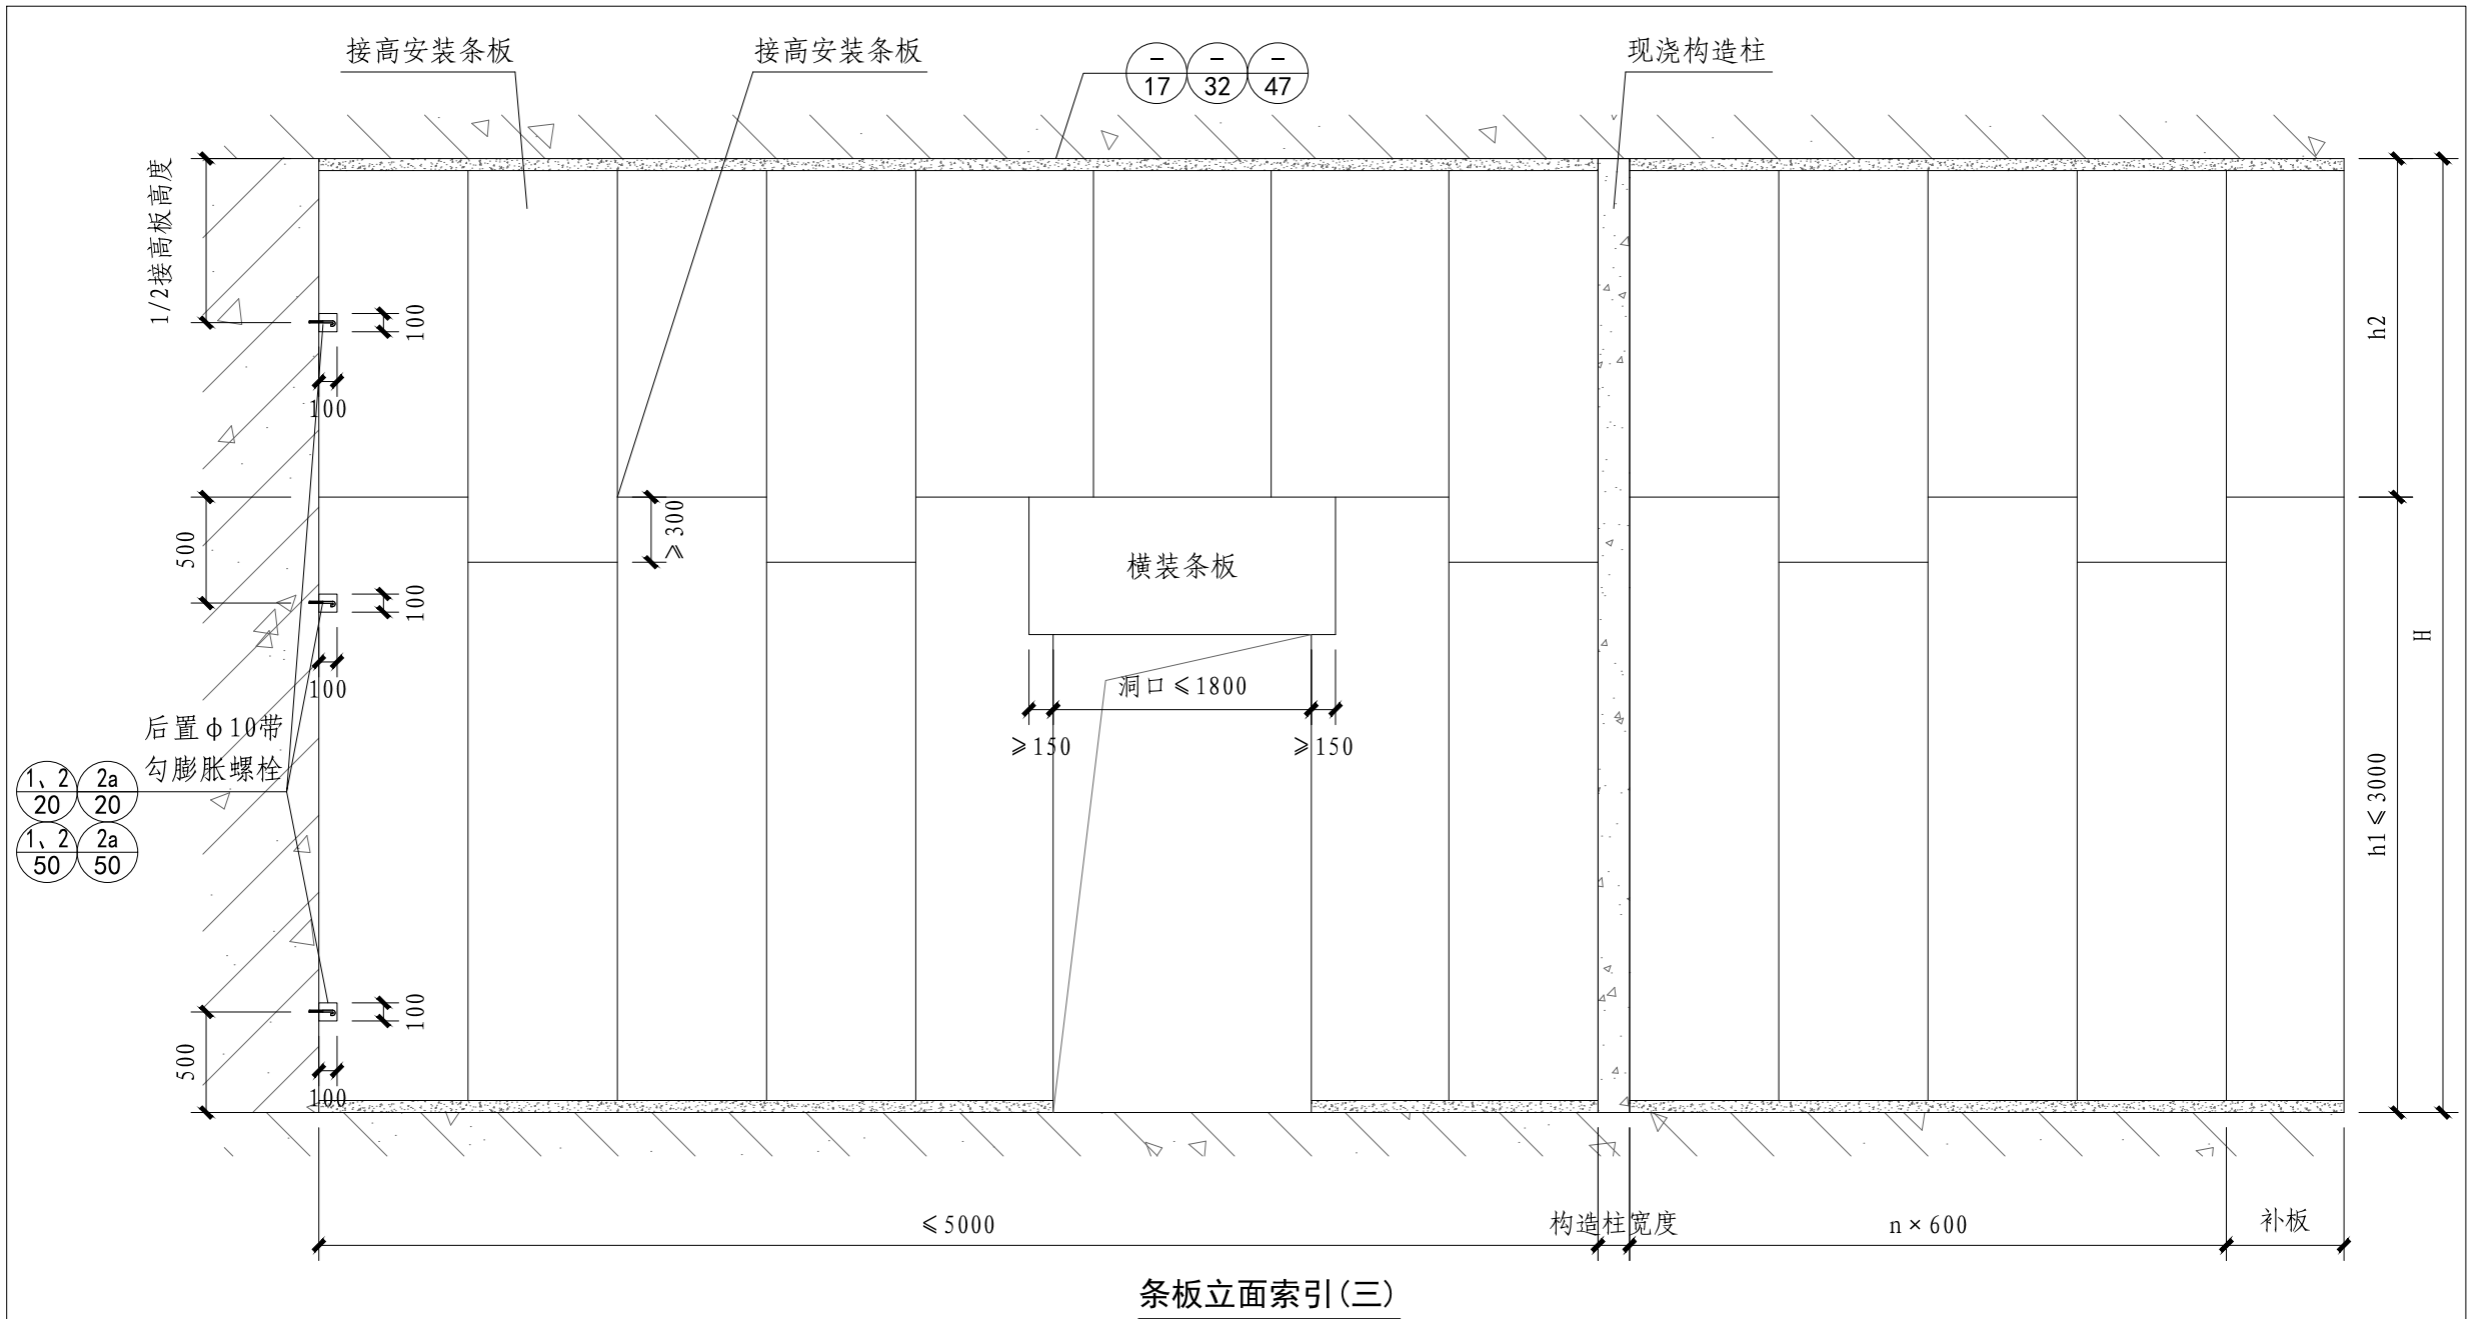 接高安装条板
接高安装条板
—
17
—
32
—
47
现浇构造柱
1/2接高板高度
100
100
h2
500
≥300
横装条板
100
100
H
洞口≤1800
≥150
≥150
后置φ10带
勾膨胀螺栓
1、2
20
2a
20
1、2
50
2a
50
h1≤3000
500
100
100
≤5000
构造柱宽度
n×600
补板
条板立面索引(三)